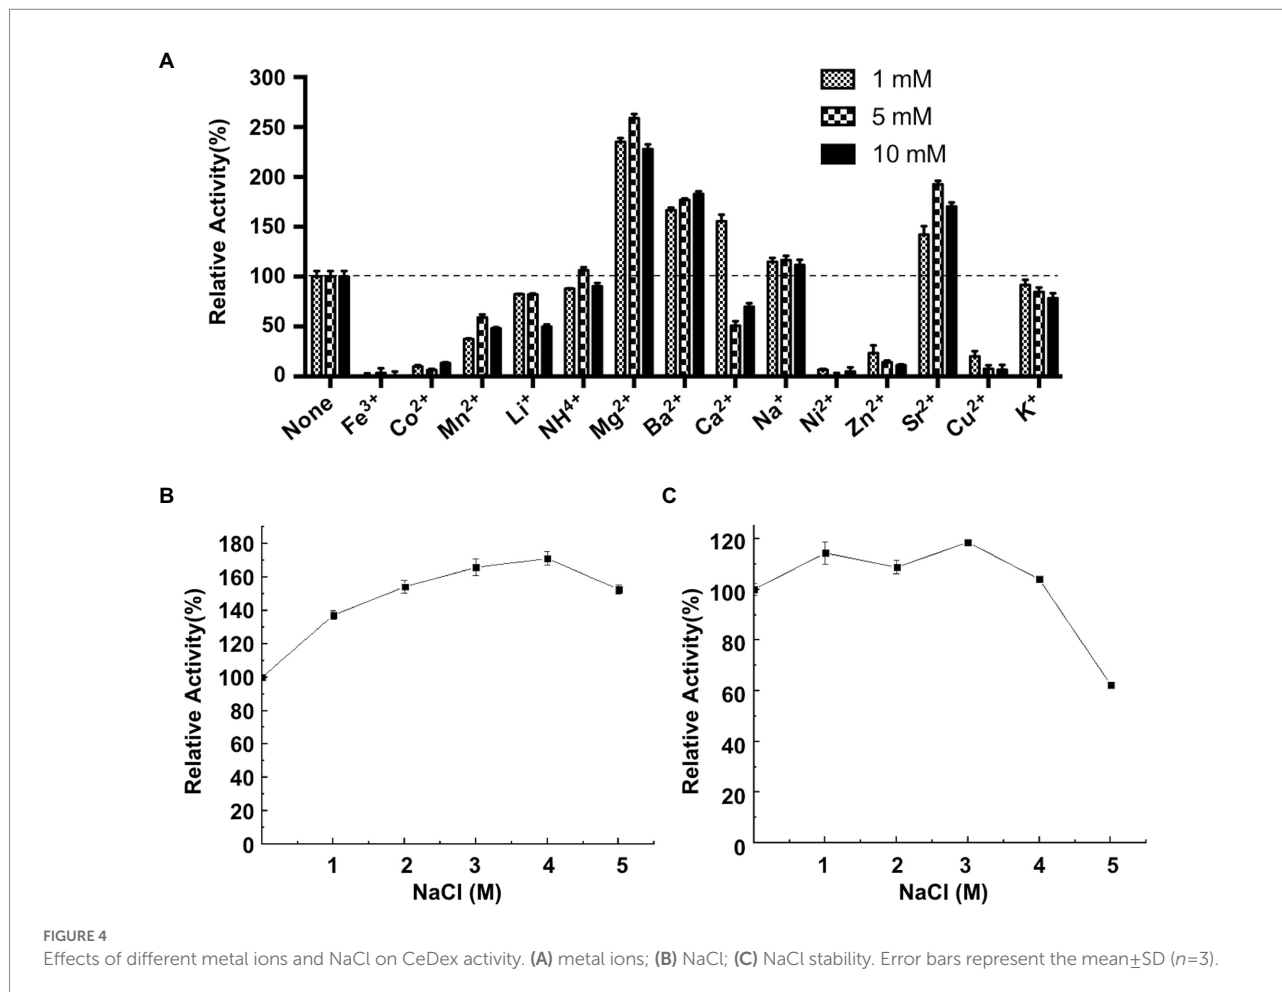 A
300
250
200
150
100
50
0
Relative Activity(%)
1 mM
5 mM
10 mM
None
Fe³⁺
Co²⁺
Mn²⁺
Li⁺
NH⁴⁺
Mg²⁺
Ba²⁺
Ca²⁺
Na⁺
Ni²⁺
Zn²⁺
Sr²⁺
Cu²⁺
K⁺
B
180
160
140
120
100
80
60
40
20
0
Relative Activity(%)
1 2 3 4 5
NaCl (M)
C
120
100
80
60
40
20
0
Relative Activity(%)
1 2 3 4 5
NaCl (M)
FIGURE 4
Effects of different metal ions and NaCl on CeDex activity. (A) metal ions; (B) NaCl; (C) NaCl stability. Error bars represent the mean±SD (n=3).